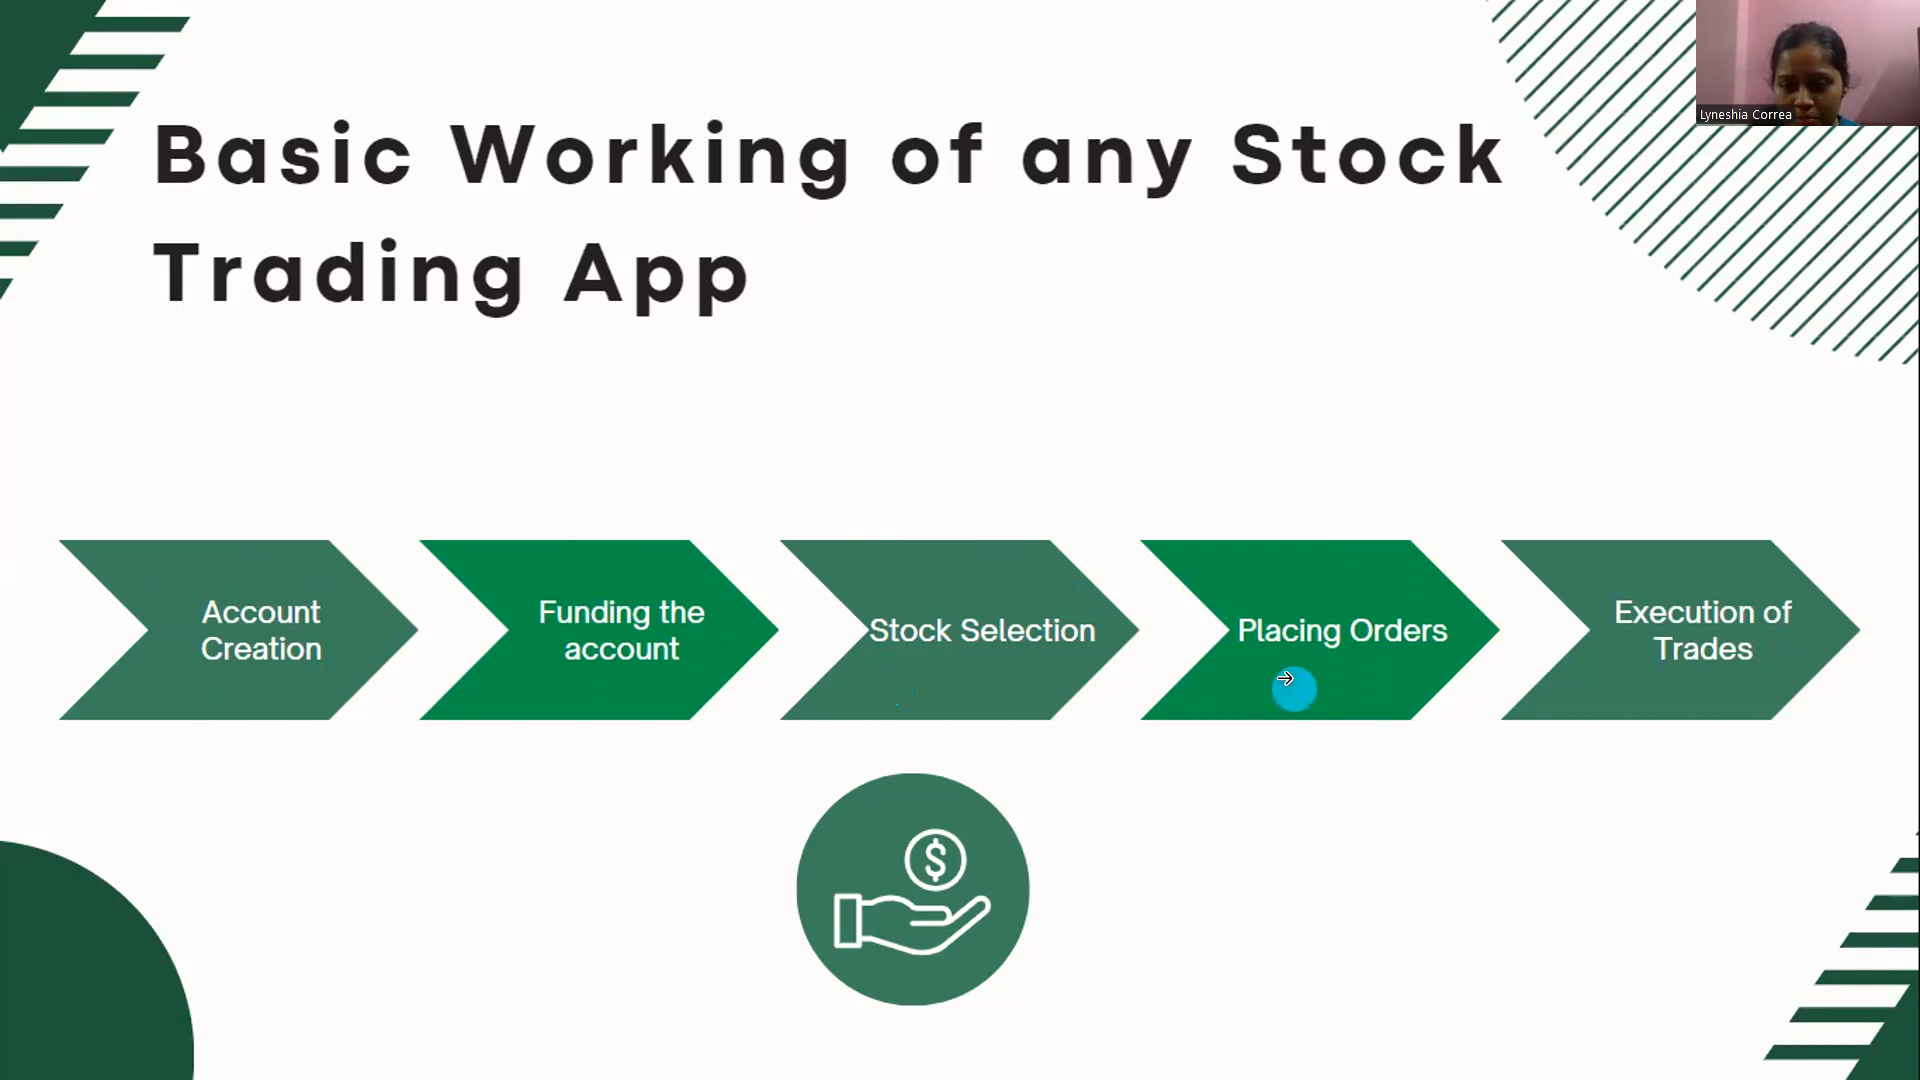 Lyneshia Correa
Basic Working of any Stock
Trading App
Account
Creation
Funding the
account
Stock Selection
Placing Orders
Execution of
Trades
$